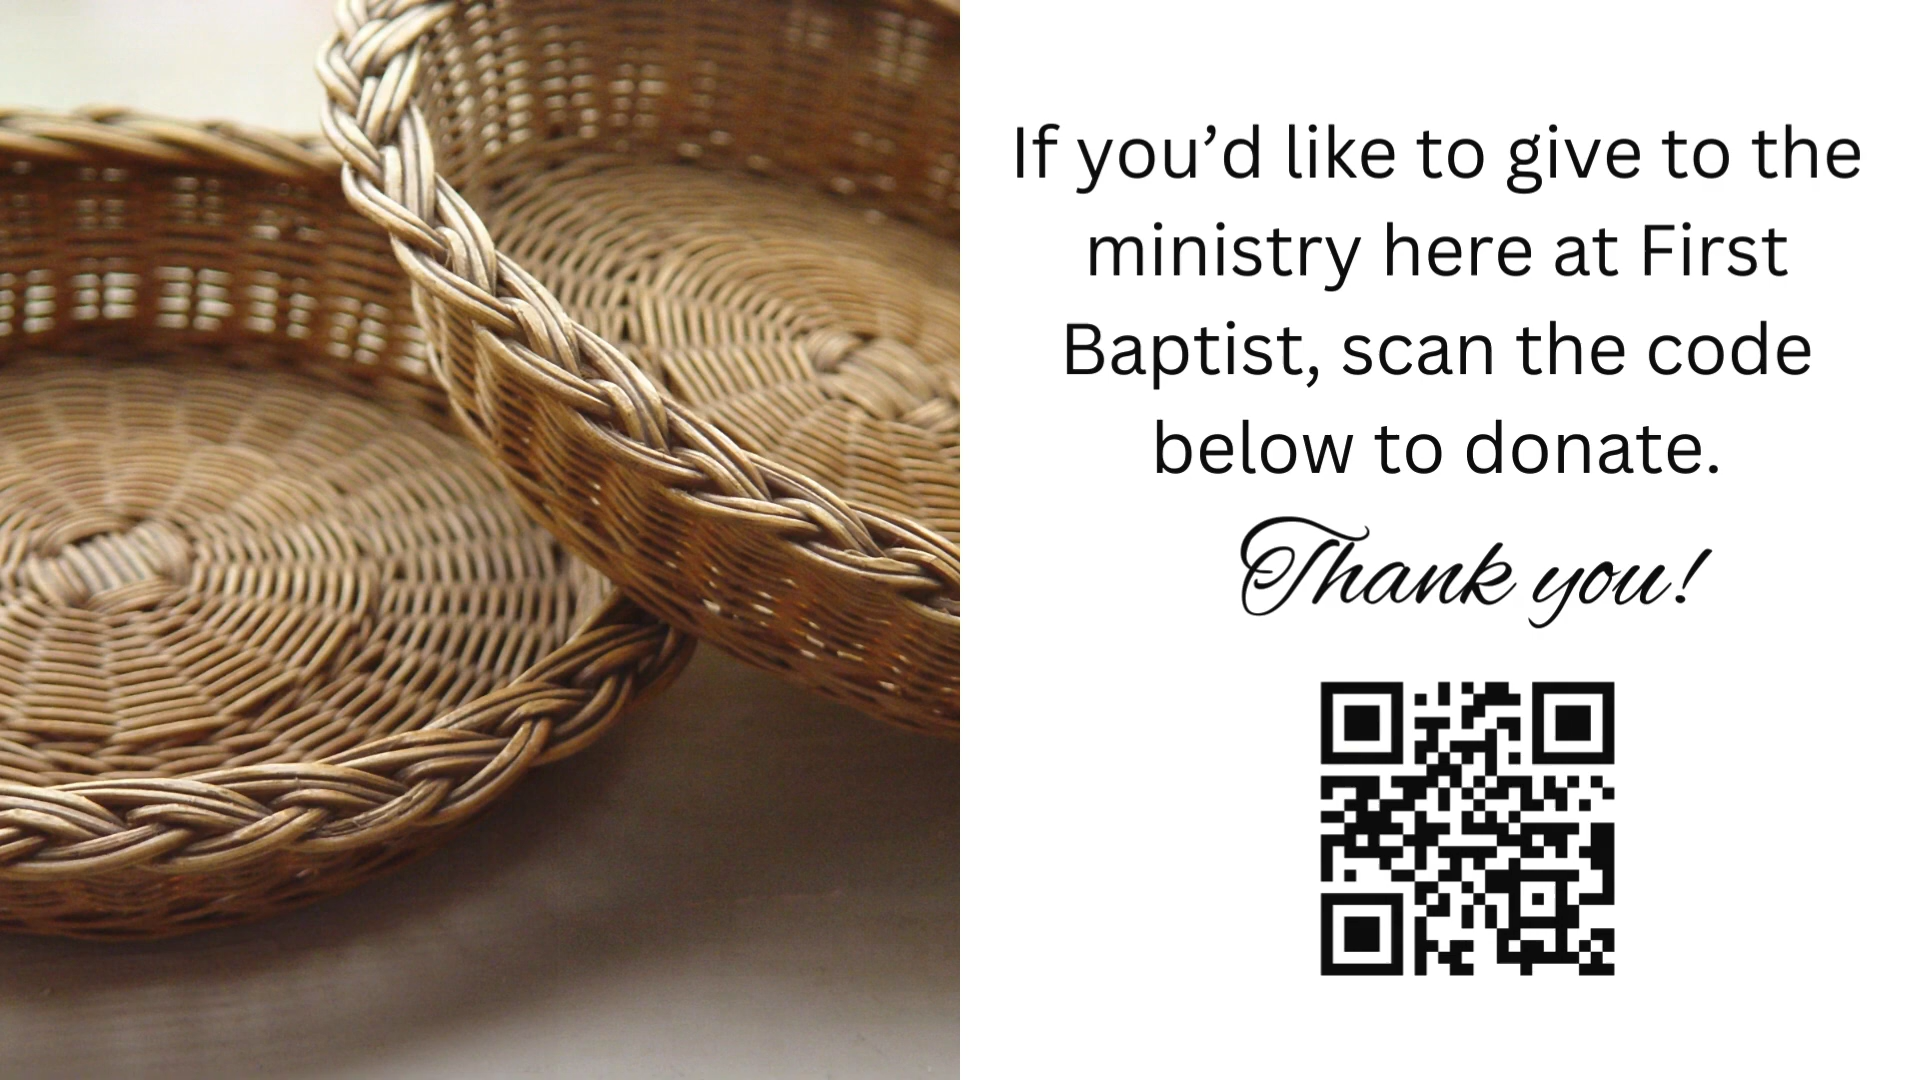 If you’d like to give to the
ministry here at First
Baptist, scan the code
below to donate.
Thank you!